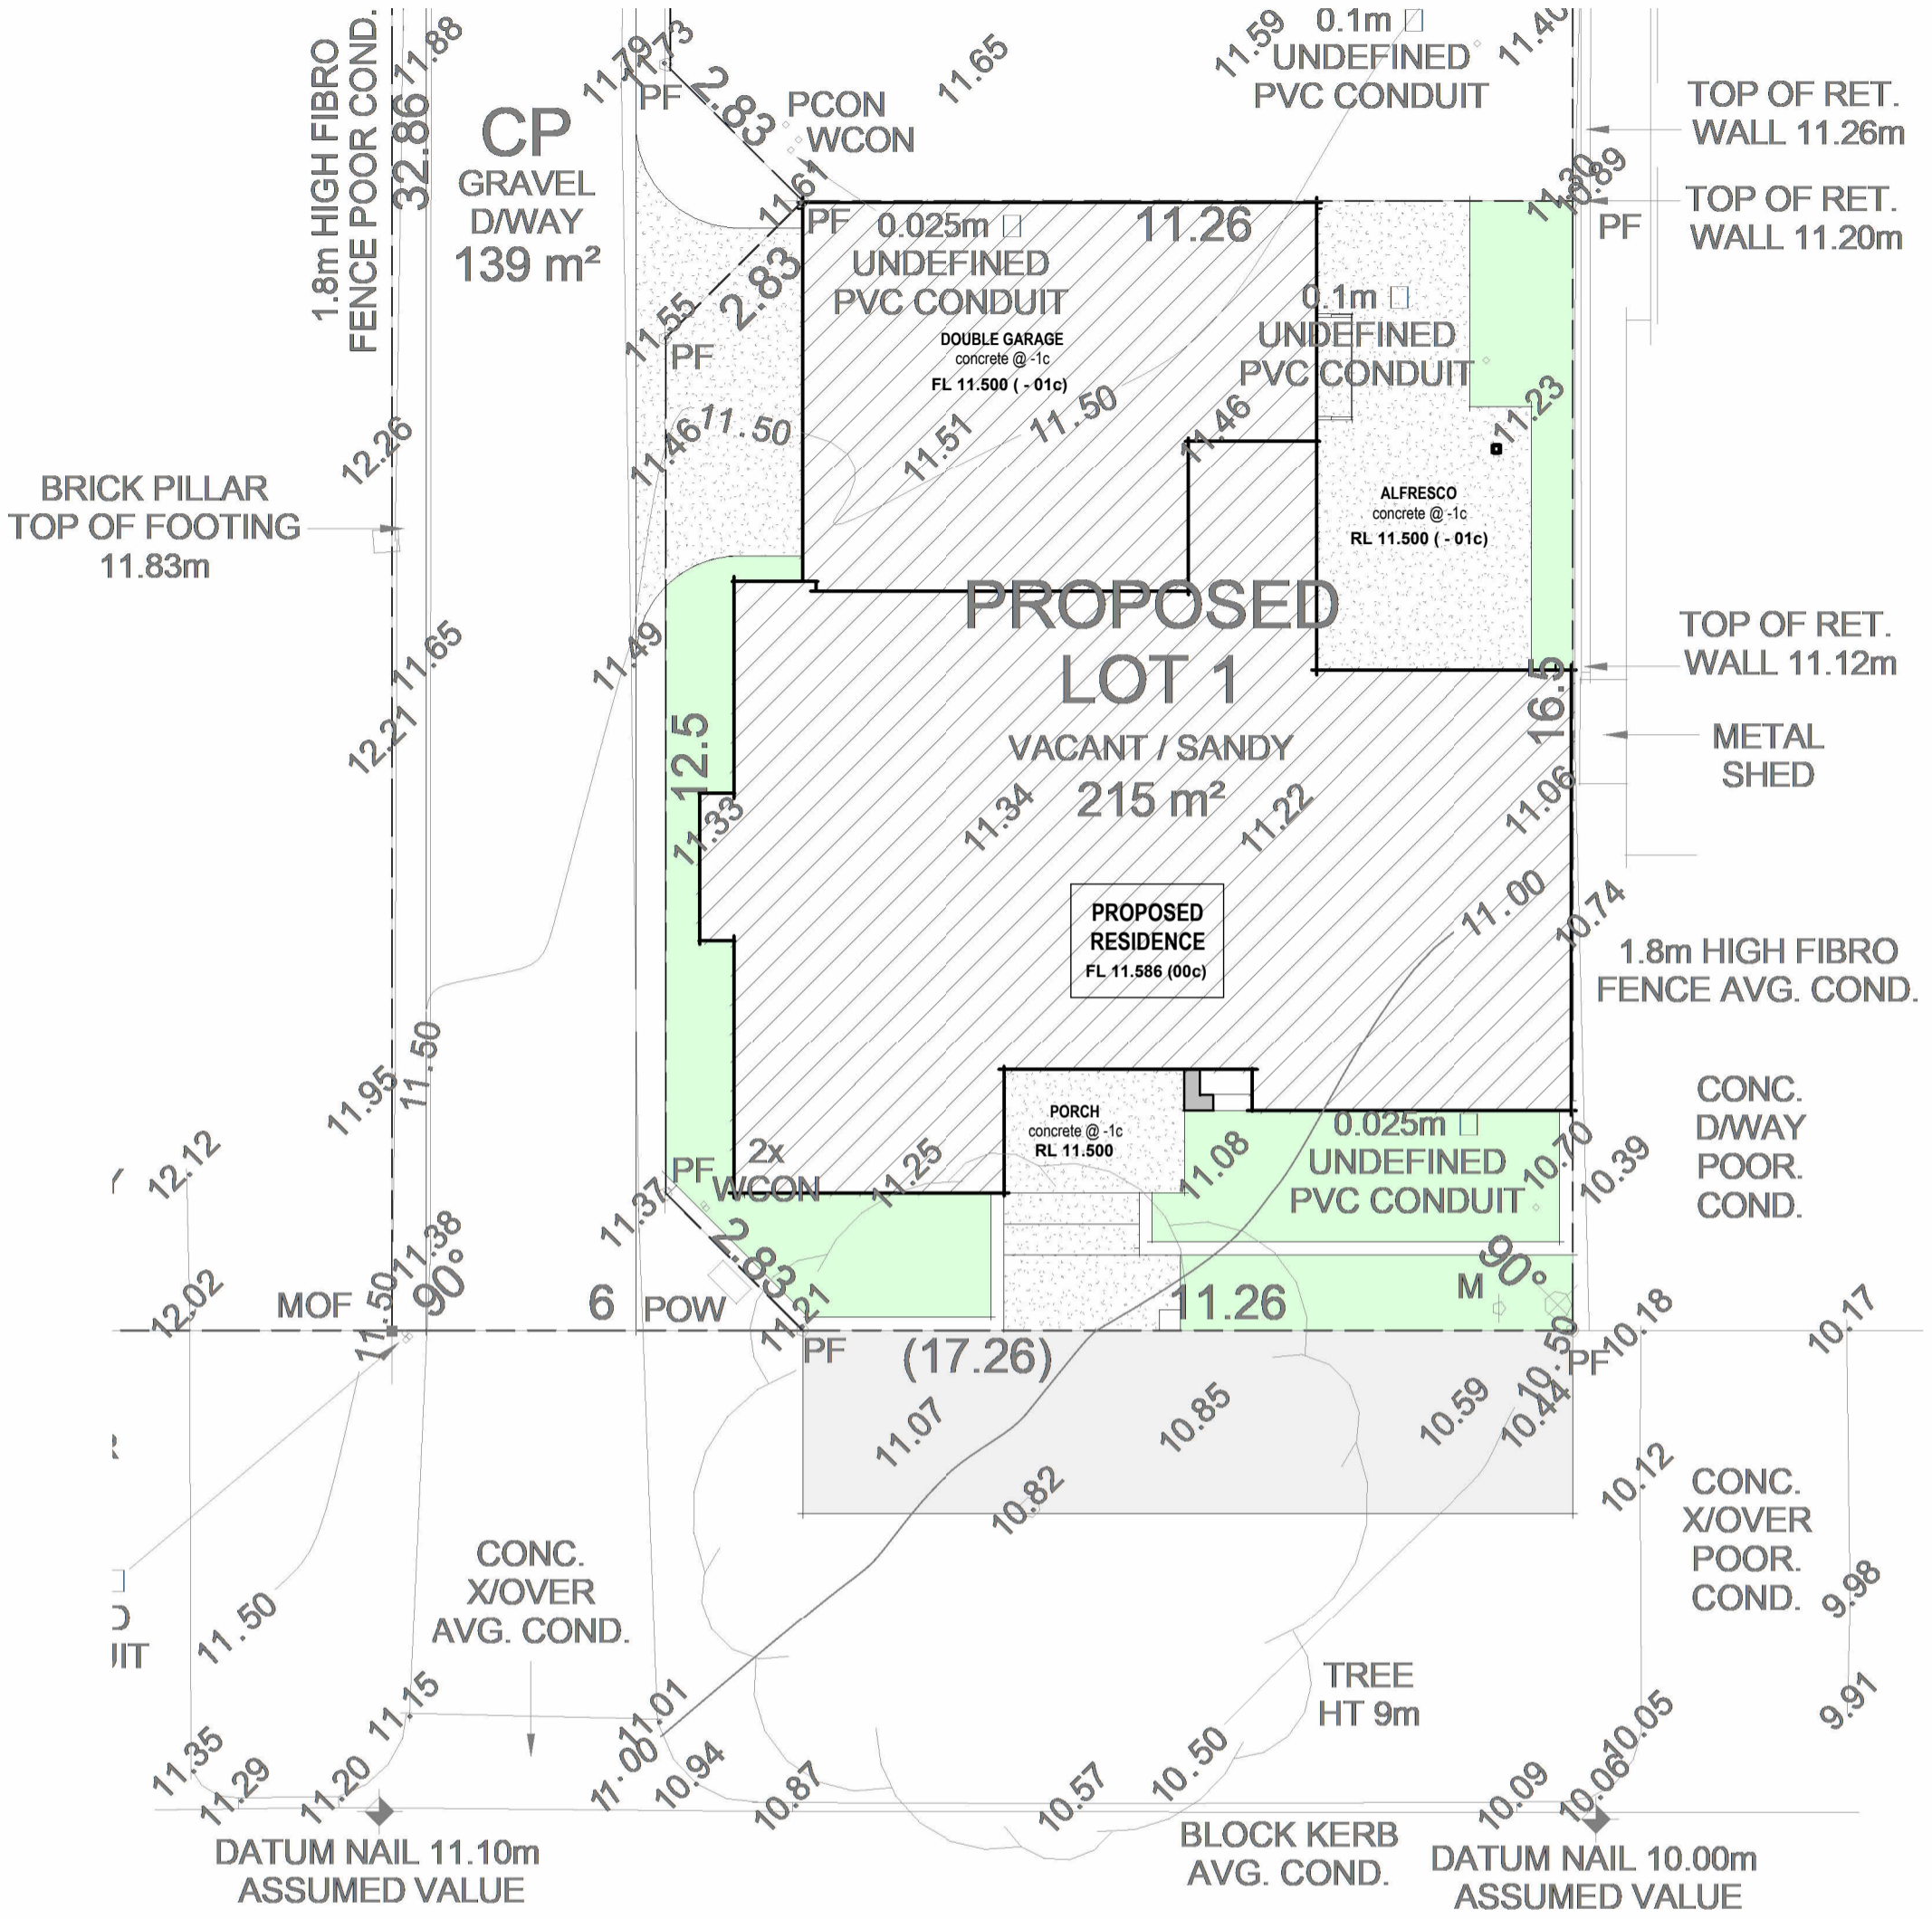 1.8m HIGH FIBRO
FENCE POOR COND.
32.86
11.88
11.79
11.73
PF
2.83
PCON
WCON
11.65
11.59
0.1m
UNDEFINED
PVC CONDUIT
11.40
TOP OF RET.
WALL 11.26m
CP
GRAVEL
D/WAY
139 m²
11.61
PF
0.025m
UNDEFINED
PVC CONDUIT
11.26
11.30
10.89
PF
TOP OF RET.
WALL 11.20m
2.83
11.55
PF
DOUBLE GARAGE
concrete @ -1c
FL 11.500 ( - 01c)
0.1m
UNDEFINED
PVC CONDUIT
11.46
11.50
11.51
11.50
11.46
11.23
12.26
BRICK PILLAR
TOP OF FOOTING
11.83m
ALFRESCO
concrete @ -1c
RL 11.500 ( - 01c)
PROPOSED
LOT 1
VACANT / SANDY
215 m²
11.49
11.65
12.21
12.5
16.5
TOP OF RET.
WALL 11.12m
METAL
SHED
11.33
11.34
11.22
11.06
11.00
10.74
PROPOSED
RESIDENCE
FL 11.586 (00c)
1.8m HIGH FIBRO
FENCE AVG. COND.
11.50
11.95
PORCH
concrete @ -1c
RL 11.500
0.025m
UNDEFINED
PVC CONDUIT
CONC.
D/WAY
POOR.
COND.
12.12
PF
2x
WCON
11.25
11.08
10.70
10.39
11.37
2.83
11.38
90°
90°
12.02
MOF
11.50
6
POW
11.21
11.26
M
10.18
10.17
PF
(17.26)
10.50
PF
11.07
10.85
10.59
10.44
10.82
10.12
CONC.
X/OVER
POOR.
COND.
CONC.
X/OVER
AVG. COND.
11.50
9.98
JIT
TREE
HT 9m
11.15
11.01
11.35
11.29
11.20
11.00
10.94
10.87
10.57
10.50
10.09
10.06
10.05
9.91
DATUM NAIL 11.10m
ASSUMED VALUE
BLOCK KERB
AVG. COND.
DATUM NAIL 10.00m
ASSUMED VALUE